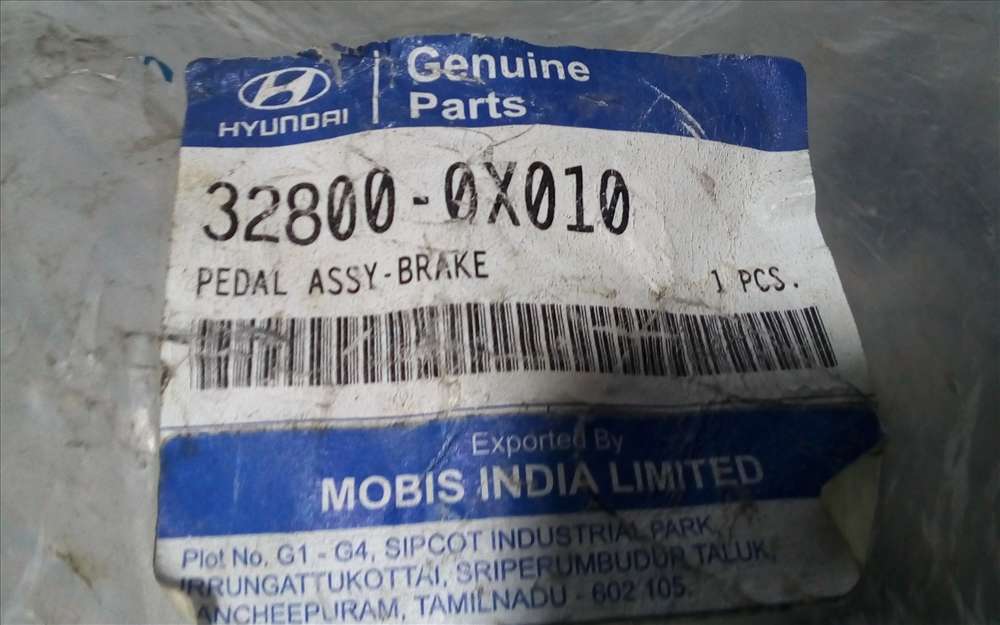 HYUNDAI
Genuine
Parts
32800-0X010
PEDAL ASSY-BRAKE 1 PCS.
Exported By
MOBIS INDIA LIMITED
Plot No. G1 - G4, SIPCOT INDUSTRIAL PARK,
IRRUNGATTUKOTTAI, SRIPERUMBUDUR TALUK,
ANCHEEPURAM, TAMILNADU - 602 105.